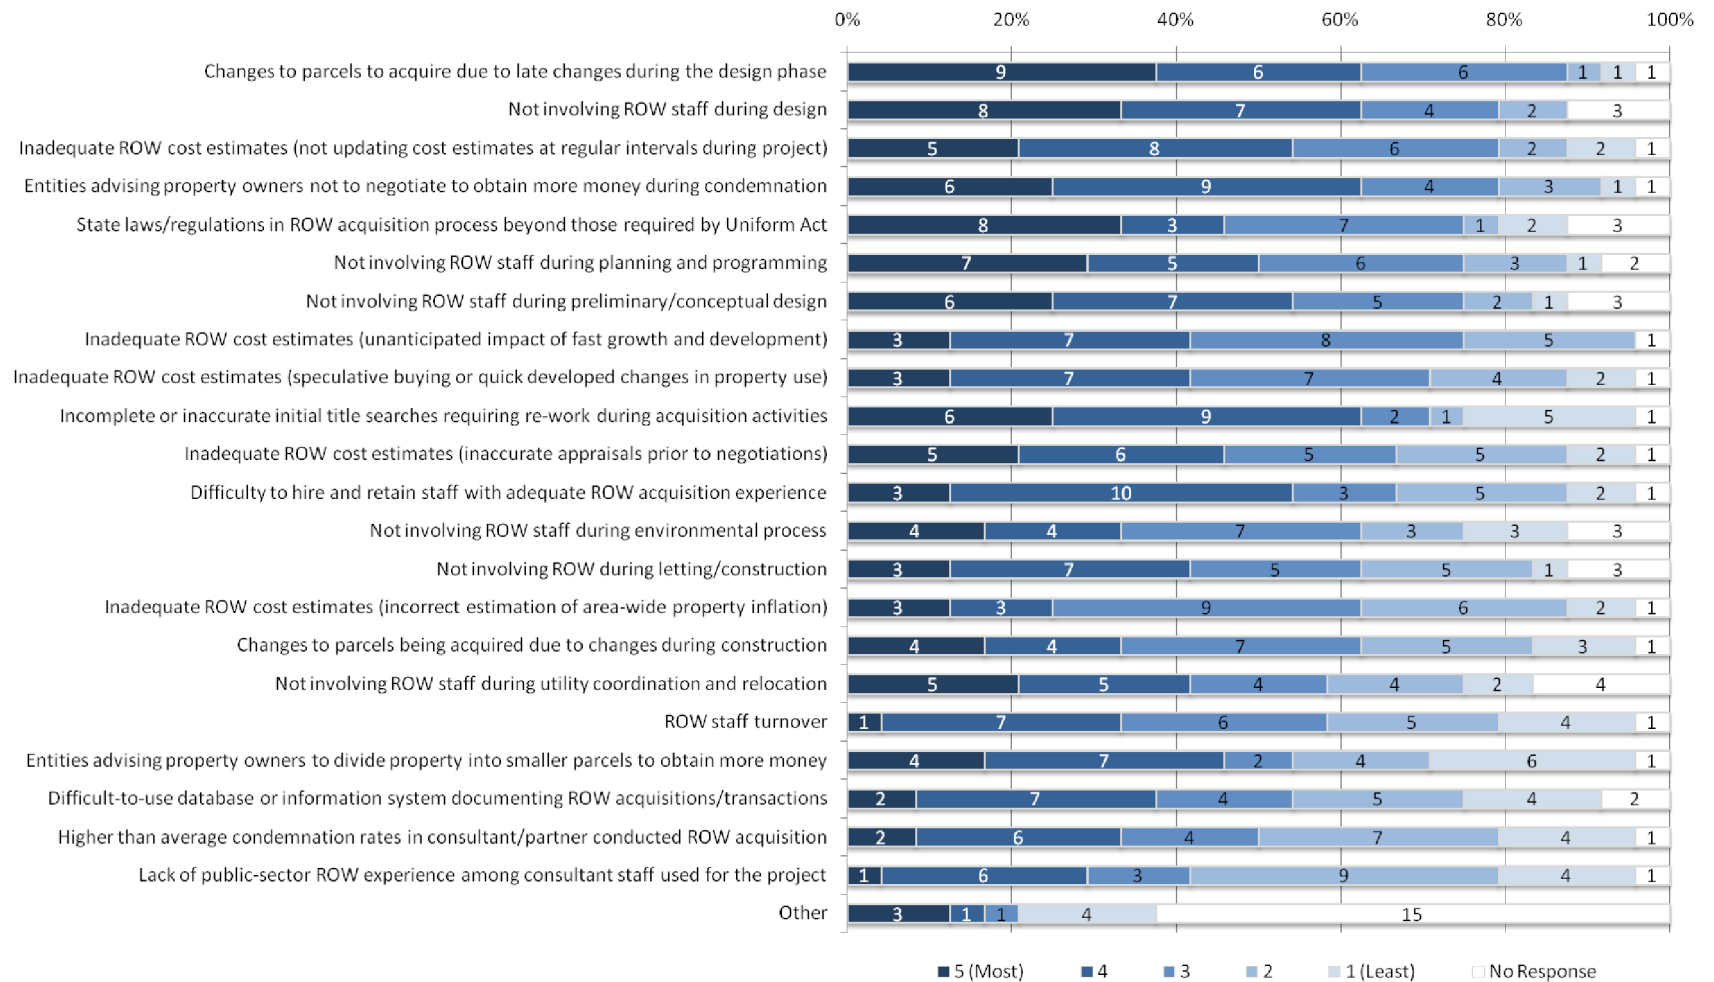 0% 20% 40% 60% 80% 100%
Changes to parcels to acquire due to late changes during the design phase 9 6 6 1 1 1
Not involving ROW staff during design 8 7 4 2 3
Inadequate ROW cost estimates (not updating cost estimates at regular intervals during project) 5 8 6 2 2 1
Entities advising property owners not to negotiate to obtain more money during condemnation 6 9 4 3 1 1
State laws/regulations in ROW acquisition process beyond those required by Uniform Act 8 3 7 1 2 3
Not involving ROW staff during planning and programming 7 5 6 3 1 2
Not involving ROW staff during preliminary/conceptual design 6 7 5 2 1 3
Inadequate ROW cost estimates (unanticipated impact of fast growth and development) 3 7 8 5 1
Inadequate ROW cost estimates (speculative buying or quick developed changes in property use) 3 7 7 4 2 1
Incomplete or inaccurate initial title searches requiring re-work during acquisition activities 6 9 2 1 5 1
Inadequate ROW cost estimates (inaccurate appraisals prior to negotiations) 5 6 5 5 2 1
Difficulty to hire and retain staff with adequate ROW acquisition experience 3 10 3 5 2 1
Not involving ROW staff during environmental process 4 4 7 3 3 3
Not involving ROW during letting/construction 3 7 5 5 1 3
Inadequate ROW cost estimates (incorrect estimation of area-wide property inflation) 3 3 9 6 2 1
Changes to parcels being acquired due to changes during construction 4 4 7 5 3 1
Not involving ROW staff during utility coordination and relocation 5 5 4 4 2 4
ROW staff turnover 1 7 6 5 4 1
Entities advising property owners to divide property into smaller parcels to obtain more money 4 7 2 4 6 1
Difficult-to-use database or information system documenting ROW acquisitions/transactions 2 7 4 5 4 2
Higher than average condemnation rates in consultant/partner conducted ROW acquisition 2 6 4 7 4 1
Lack of public-sector ROW experience among consultant staff used for the project 1 6 3 9 4 1
Other 3 1 1 4 15
5 (Most) 4 3 2 1 (Least) No Response